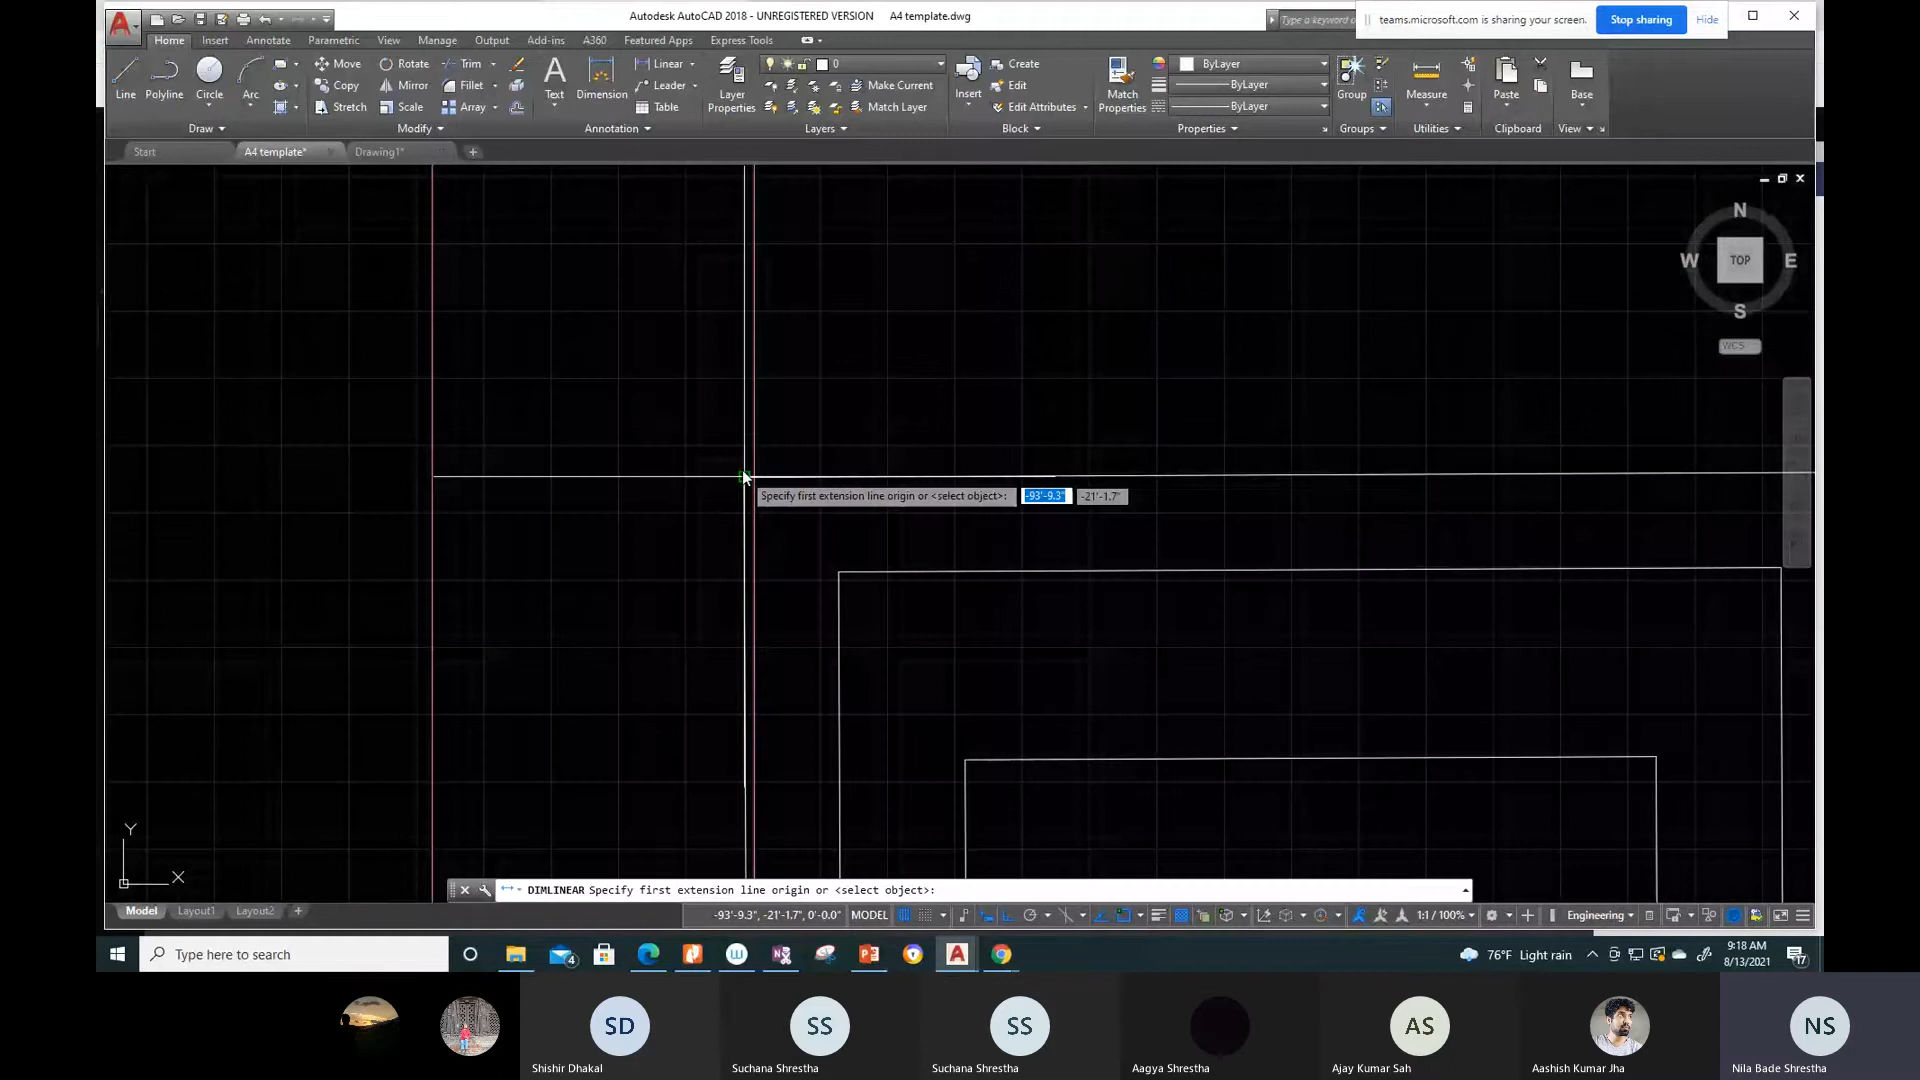 Autodesk AutoCAD 2018 - UNREGISTERED VERSION A4 template.dwg
Type a keyword o
teams.microsoft.com is sharing your screen.
Stop sharing
Hide
Home Insert Annotate Parametric View Manage Output Add-ins A360 Featured Apps Express Tools
Line
Polyline
Circle
Arc
Move
Copy
Stretch
Rotate
Mirror
Scale
Trim
Fillet
Array
Text
Dimension
Linear
Leader
Table
Layer
Properties
0
Make Current
Match Layer
Insert
Create
Edit
Edit Attributes
Match
Properties
ByLayer
ByLayer
ByLayer
Group
Measure
Paste
Base
Draw
Modify
Annotation
Layers
Block
Properties
Groups
Utilities
Clipboard
View
Start
A4 template*
Drawing1*
N
W
TOP
E
S
WCS
Specify first extension line origin or <select object>: -93'-9.3" -21'-1.7"
Y
X
DIMLINEAR Specify first extension line origin or <select object>:
Model Layout1 Layout2 +
-93'-9.3", -21'-1.7", 0'-0.0" MODEL
1:1 / 100%
Engineering
Type here to search
4
76°F Light rain
9:18 AM
8/13/2021
17
SD
SS
SS
AS
NS
Shishir Dhakal
Suchana Shrestha
Suchana Shrestha
Aagya Shrestha
Ajay Kumar Sah
Aashish Kumar Jha
Nila Bade Shrestha